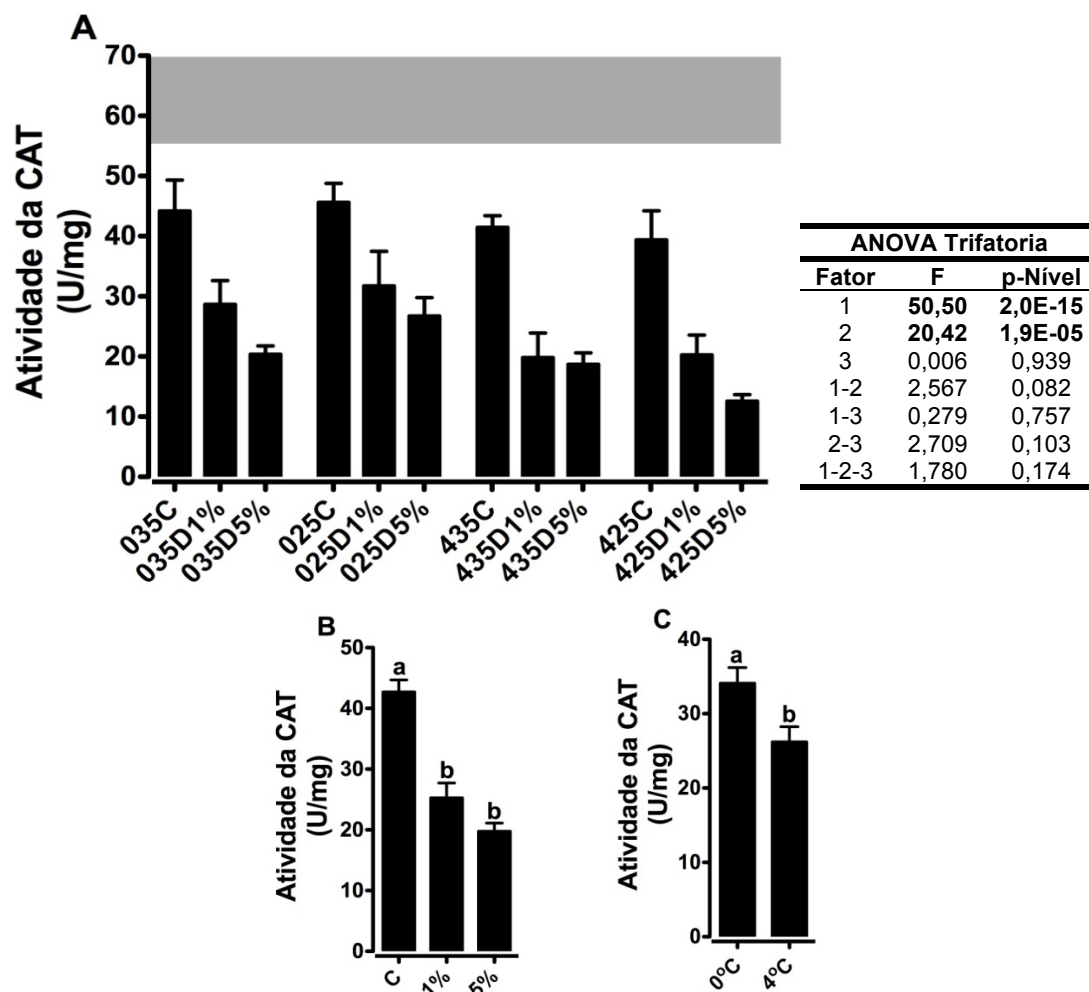 A
Atividade da CAT
(U/mg)
70
60
50
40
30
20
10
0
035C
035D1%
035D5%
025C
025D1%
025D5%
435C
435D1%
435D5%
425C
425D1%
425D5%
ANOVA Trifatoria
Fator F p-Nível
1 50,50 2,0E-15
2 20,42 1,9E-05
3 0,006 0,939
1-2 2,567 0,082
1-3 0,279 0,757
2-3 2,709 0,103
1-2-3 1,780 0,174
B
Atividade da CAT
(U/mg)
50
40
30
20
10
0
a
b
b
C
1%
5%
C
Atividade da CAT
(U/mg)
40
30
20
10
0
a
b
0ºC
4ºC